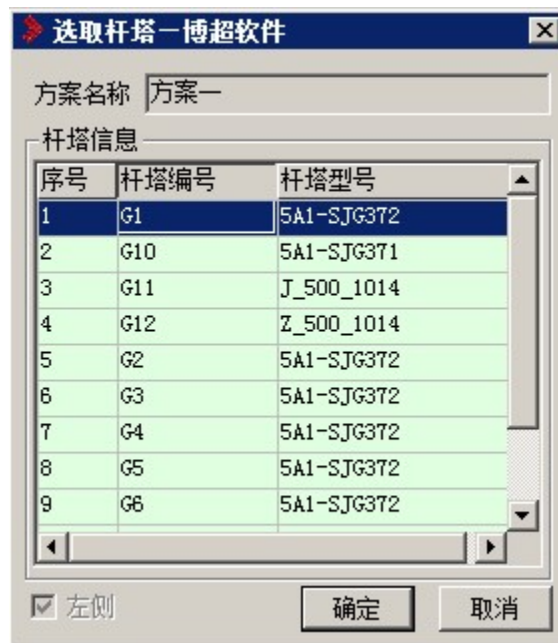 选取杆塔－博超软件
方案名称 方案一
杆塔信息
序号 杆塔编号 杆塔型号
1 G1 5A1-SJG372
2 G10 5A1-SJG371
3 G11 J_500_1014
4 G12 Z_500_1014
5 G2 5A1-SJG372
6 G3 5A1-SJG372
7 G4 5A1-SJG372
8 G5 5A1-SJG372
9 G6 5A1-SJG372
左侧 确定 取消